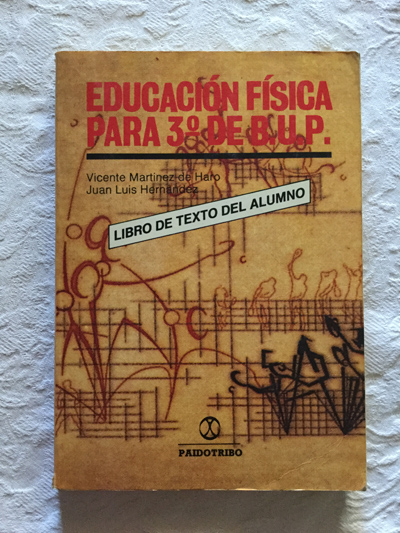 EDUCACIÓN FÍSICA
PARA 3º DE B.U.P.
Vicente Martínez de Haro
Juan Luis Hernández
LIBRO DE TEXTO DEL ALUMNO
PAIDOTRIBO